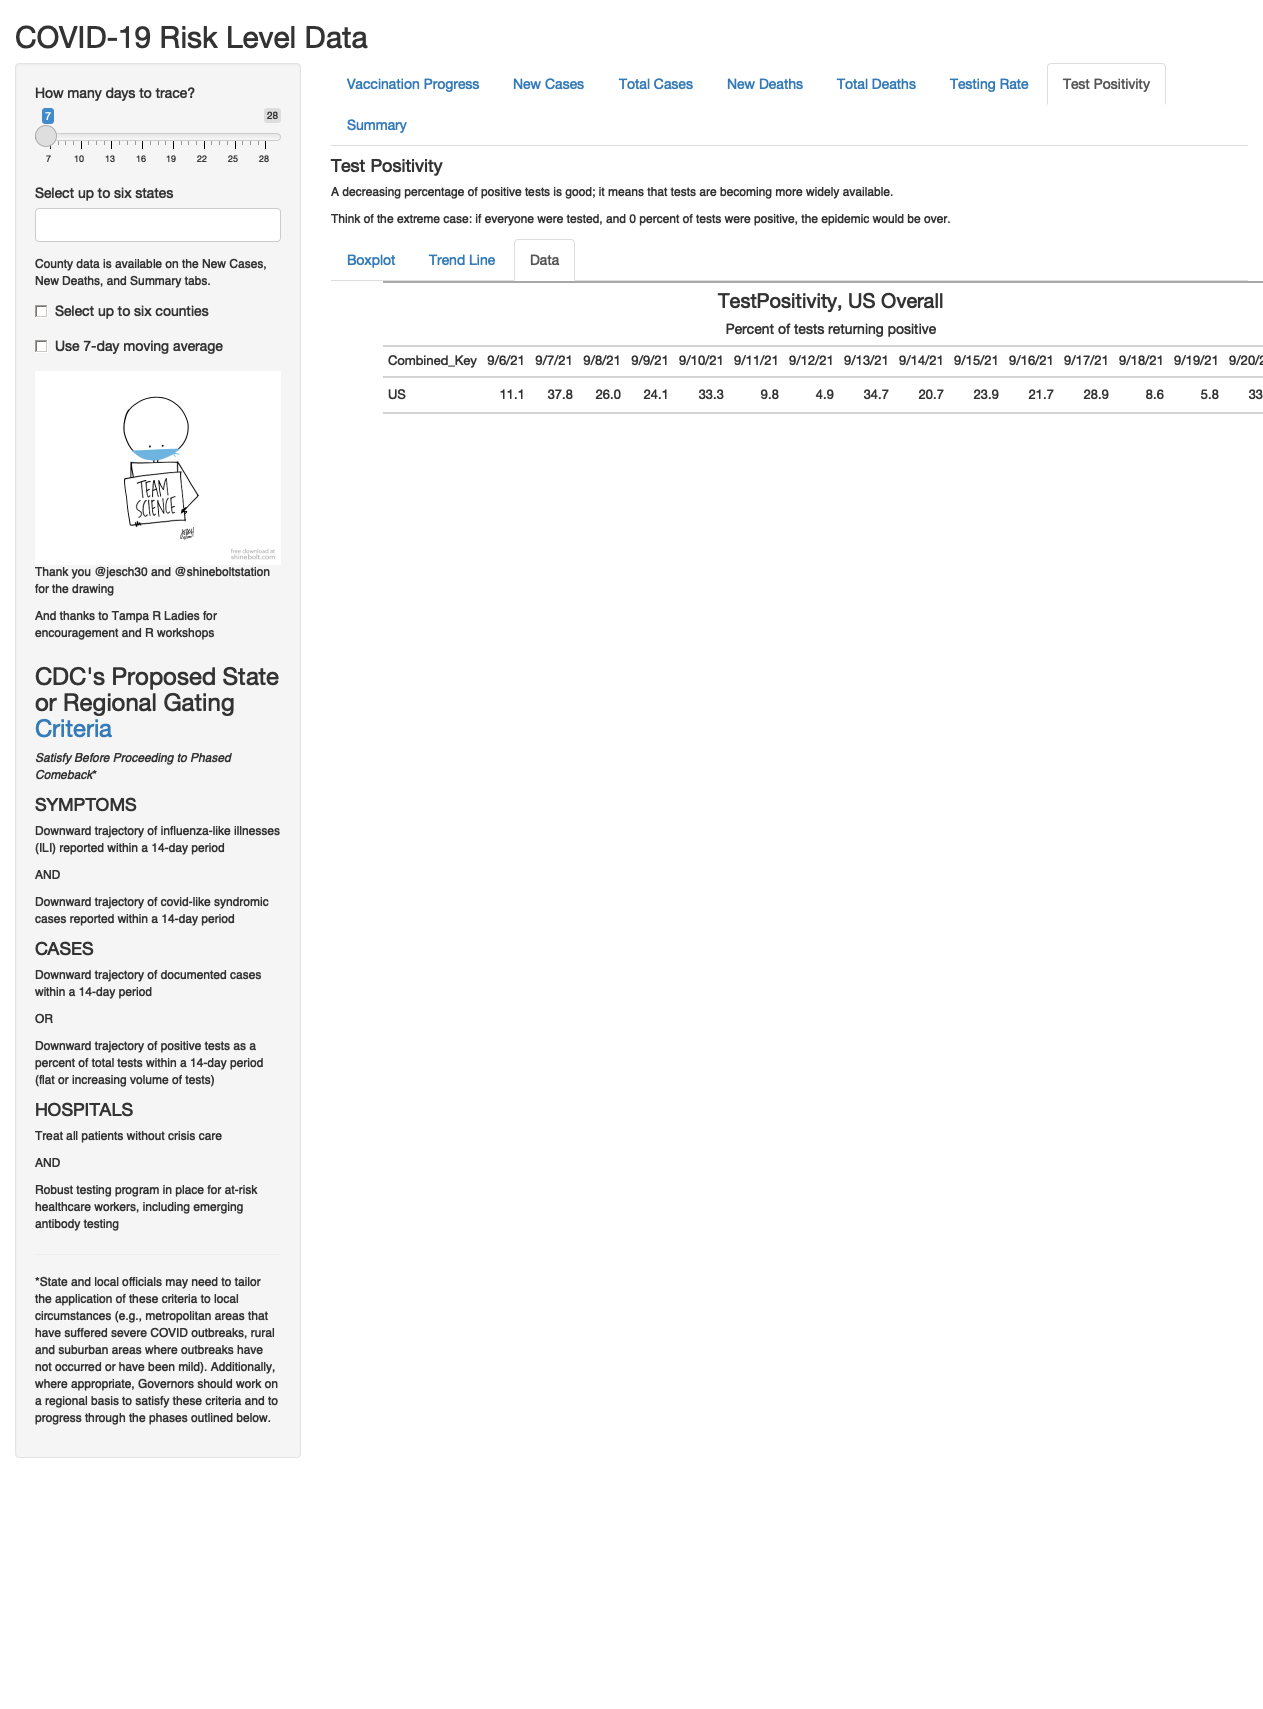 COVID-19 Risk Level Data
How many days to trace?
7 28
7 10 13 16 19 22 25 28
Select up to six states
County data is available on the New Cases,
New Deaths, and Summary tabs.
Select up to six counties
Use 7-day moving average
TEAM
SCIENCE
free download at
shinebolt.com
Thank you @jesch30 and @shineboltstation
for the drawing
And thanks to Tampa R Ladies for
encouragement and R workshops
CDC's Proposed State
or Regional Gating
Criteria
Satisfy Before Proceeding to Phased
Comeback*
SYMPTOMS
Downward trajectory of influenza-like illnesses
(ILI) reported within a 14-day period
AND
Downward trajectory of covid-like syndromic
cases reported within a 14-day period
CASES
Downward trajectory of documented cases
within a 14-day period
OR
Downward trajectory of positive tests as a
percent of total tests within a 14-day period
(flat or increasing volume of tests)
HOSPITALS
Treat all patients without crisis care
AND
Robust testing program in place for at-risk
healthcare workers, including emerging
antibody testing
*State and local officials may need to tailor
the application of these criteria to local
circumstances (e.g., metropolitan areas that
have suffered severe COVID outbreaks, rural
and suburban areas where outbreaks have
not occurred or have been mild). Additionally,
where appropriate, Governors should work on
a regional basis to satisfy these criteria and to
progress through the phases outlined below.
Vaccination Progress New Cases Total Cases New Deaths Total Deaths Testing Rate Test Positivity
Summary
Test Positivity
A decreasing percentage of positive tests is good; it means that tests are becoming more widely available.
Think of the extreme case: if everyone were tested, and 0 percent of tests were positive, the epidemic would be over.
Boxplot Trend Line Data
TestPositivity, US Overall
Percent of tests returning positive
Combined_Key 9/6/21 9/7/21 9/8/21 9/9/21 9/10/21 9/11/21 9/12/21 9/13/21 9/14/21 9/15/21 9/16/21 9/17/21 9/18/21 9/19/21 9/20/2
US 11.1 37.8 26.0 24.1 33.3 9.8 4.9 34.7 20.7 23.9 21.7 28.9 8.6 5.8 33